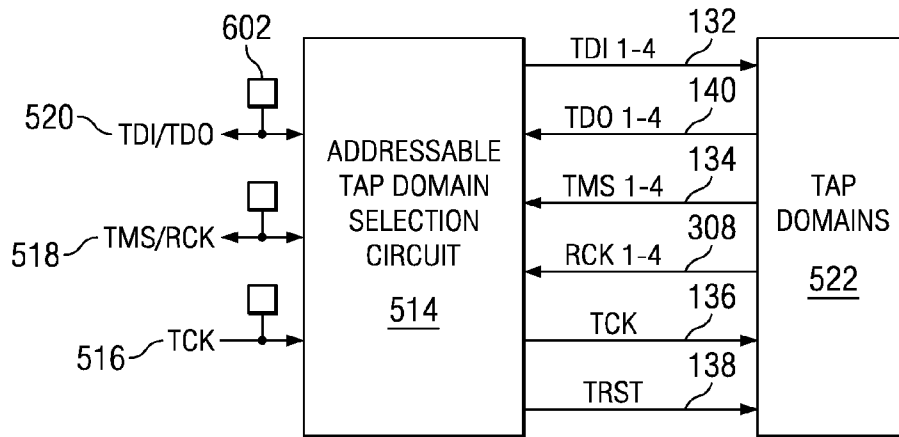 602
520 TDI/TDO
518 TMS/RCK
516 TCK
ADDRESSABLE
TAP DOMAIN
SELECTION
CIRCUIT
514
TDI 1-4 132
TDO 1-4 140
TMS 1-4 134
RCK 1-4 308
TCK 136
TRST 138
TAP
DOMAINS
522